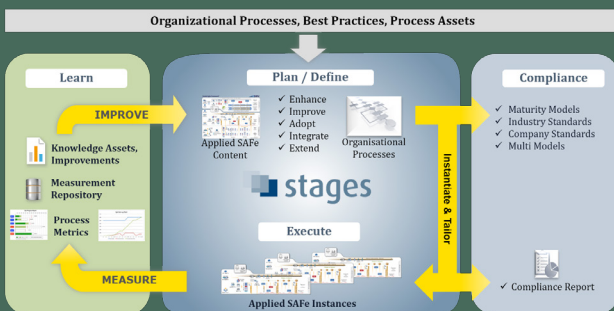 Organizational Processes, Best Practices, Process Assets
Learn
IMPROVE
Knowledge Assets,
Improvements
Measurement
Repository
Process
Metrics
MEASURE
Plan / Define
✓ Enhance
✓ Improve
✓ Adopt
✓ Integrate
✓ Extend
Applied SAFe
Content
Organisational
Processes
stages
Execute
Applied SAFe Instances
Instantiate & Tailor
Compliance
✓ Maturity Models
✓ Industry Standards
✓ Company Standards
✓ Multi Models
✓ Compliance Report